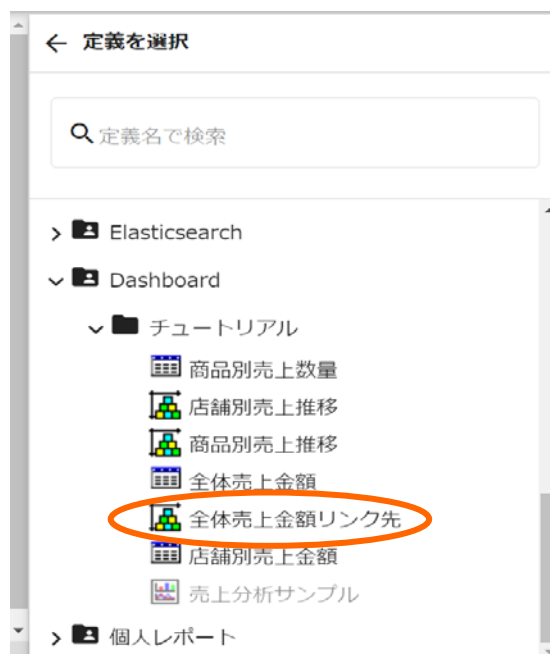 定義を選択
定義名で検索
Elasticsearch
Dashboard
チュートリアル
商品別売上数量
店舗別売上推移
商品別売上推移
全体売上金額
全体売上金額リンク先
店舗別売上金額
売上分析サンプル
個人レポート